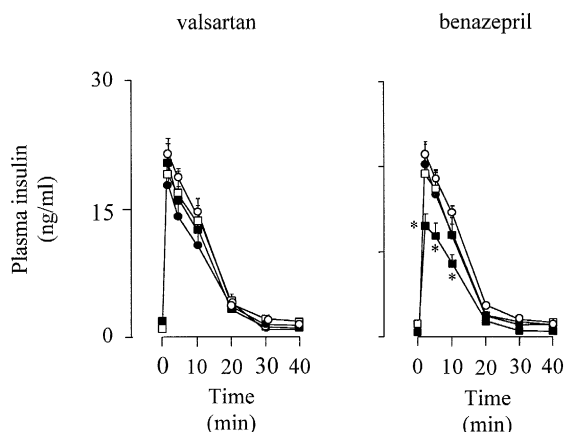 valsartan
benazepril
Plasma insulin
(ng/ml)
30
15
0
*
*
*
0 10 20 30 40
0 10 20 30 40
Time
(min)
Time
(min)